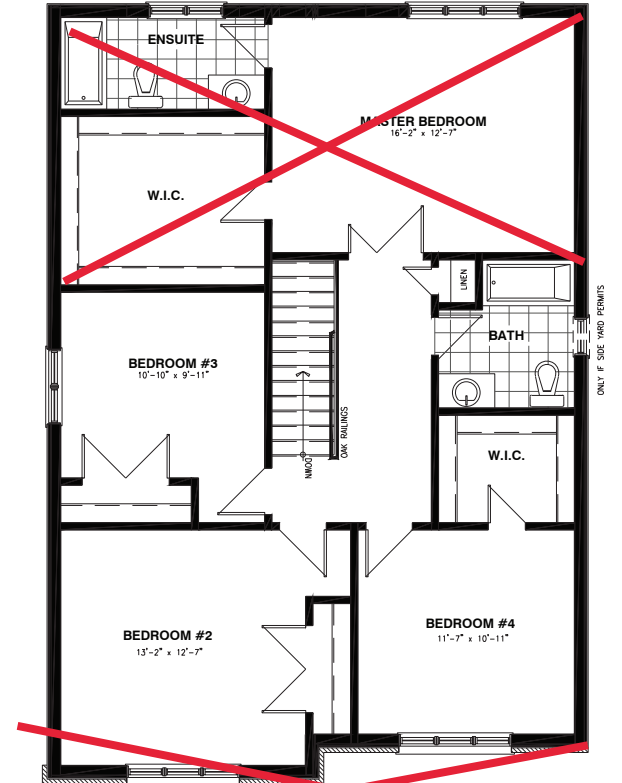 ENSUITE
MASTER BEDROOM
16'-2" x 12'-7"
W.I.C.
LINEN
BATH
ONLY IF SIDE YARD PERMITS
BEDROOM #3
10'-10" x 9'-11"
OAK RAILINGS
DOWN
W.I.C.
BEDROOM #2
13'-2" x 12'-7"
BEDROOM #4
11'-7" x 10'-11"